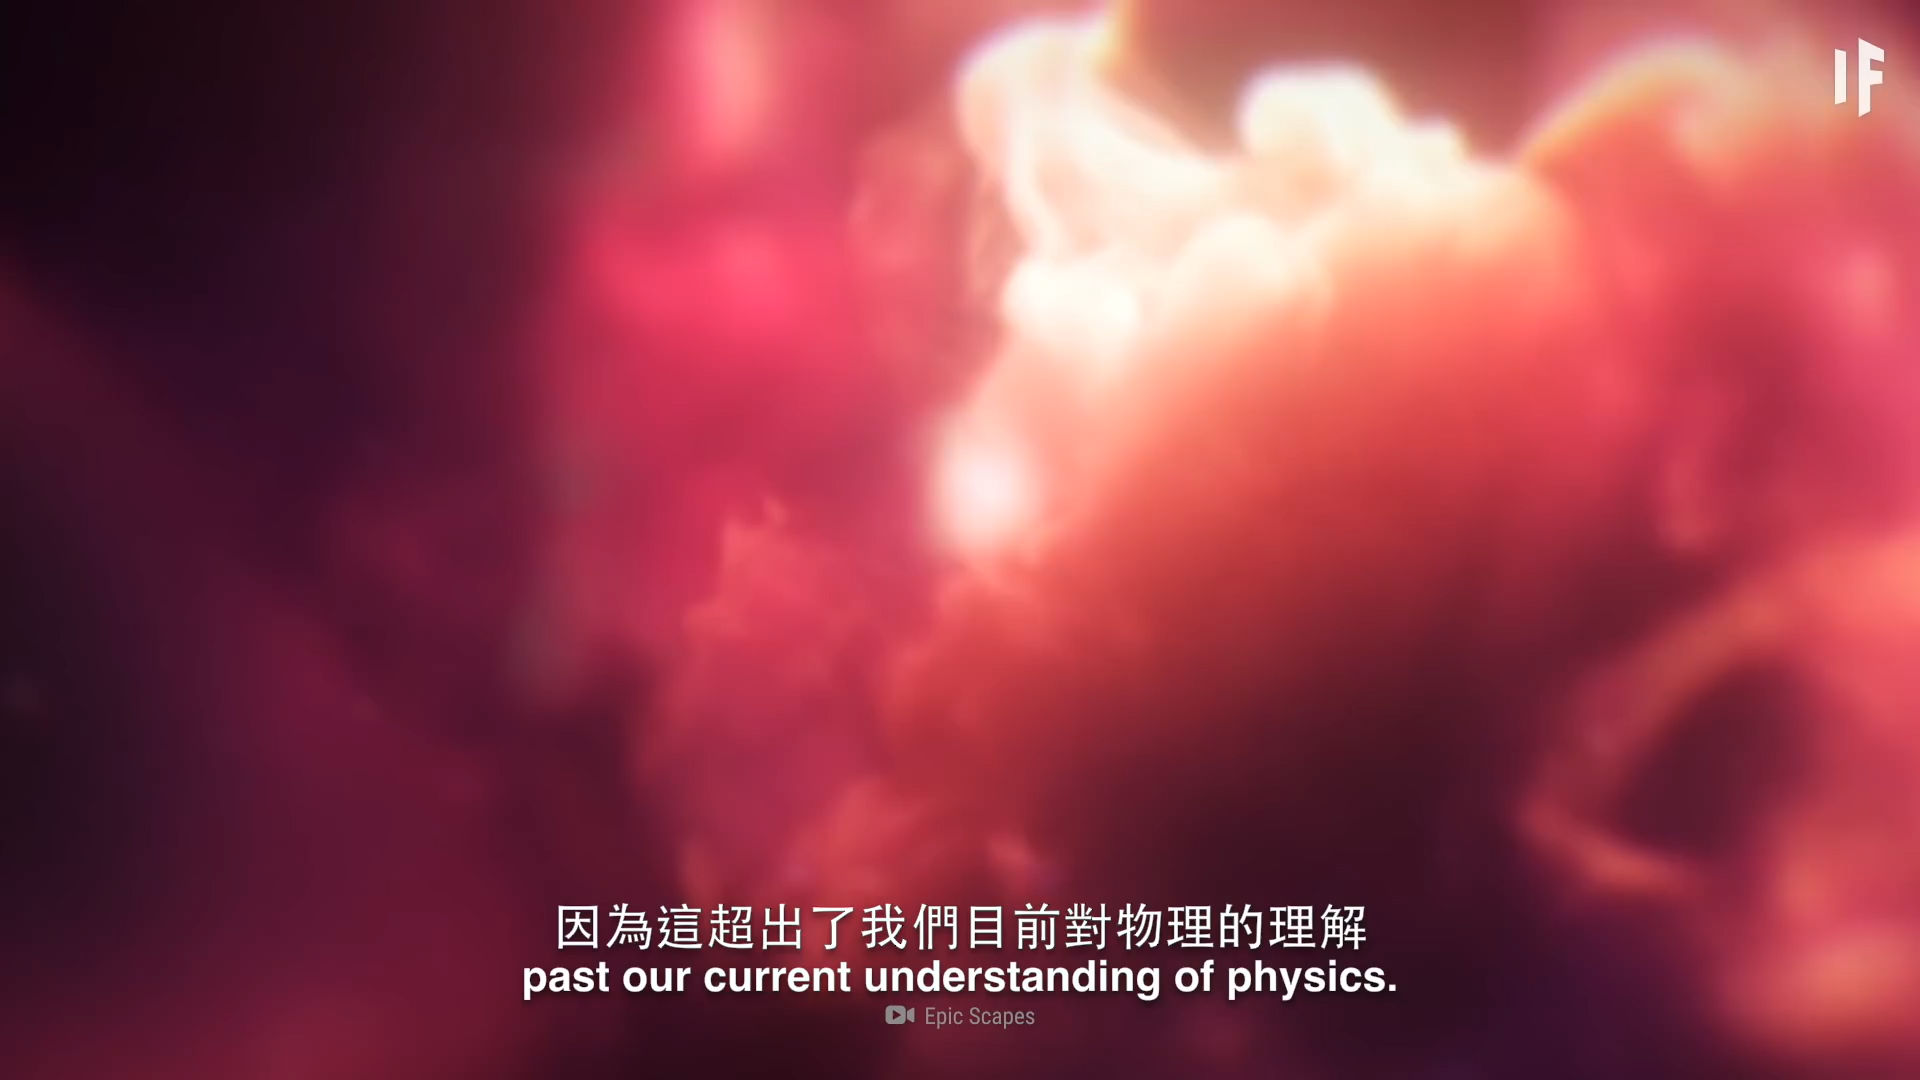 IF
因為這超出了我們目前對物理的理解
past our current understanding of physics.
Epic Scapes